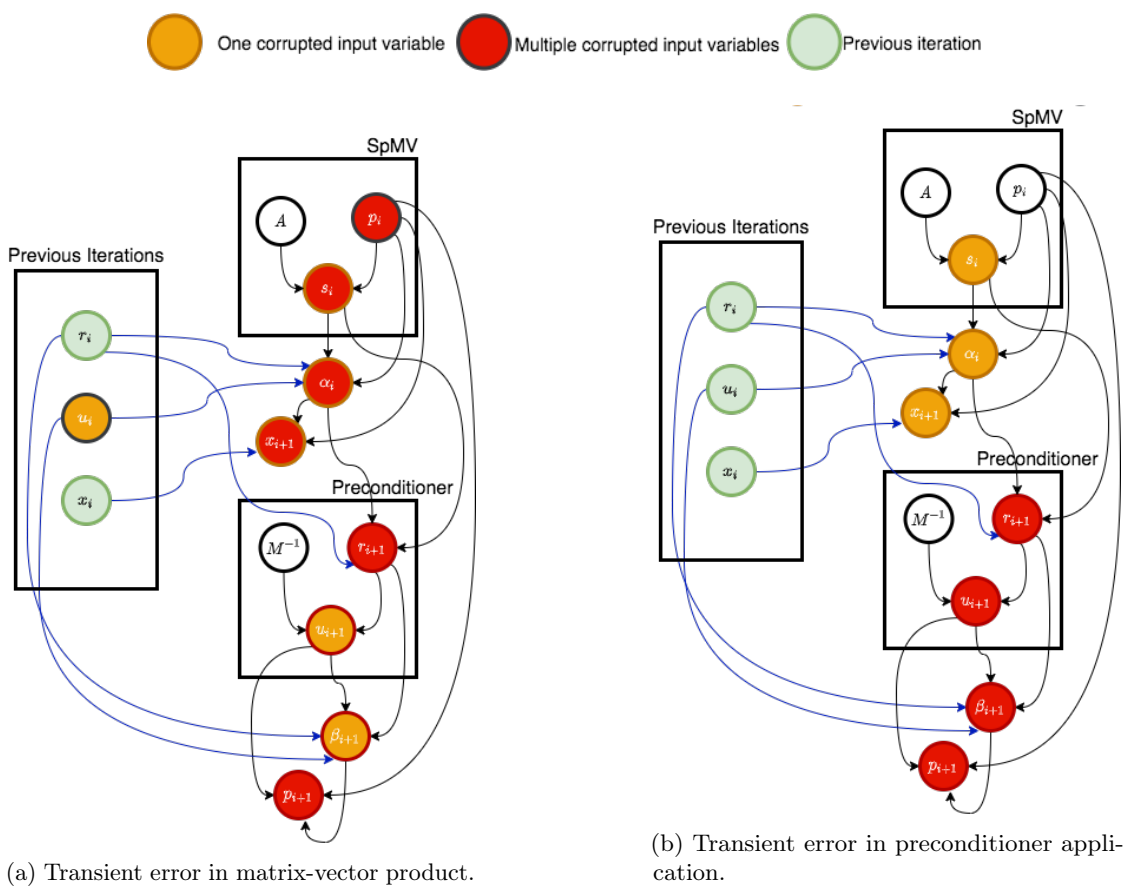 One corrupted input variable
Multiple corrupted input variables
Previous iteration
SpMV
A
p_i
s_i
Previous Iterations
r_i
u_i
x_i
α_i
x_{i+1}
Preconditioner
M^{-1}
r_{i+1}
u_{i+1}
β_{i+1}
p_{i+1}
(a) Transient error in matrix-vector product.
SpMV
A
p_i
s_i
Previous Iterations
r_i
u_i
x_i
α_i
x_{i+1}
Preconditioner
M^{-1}
r_{i+1}
u_{i+1}
β_{i+1}
p_{i+1}
(b) Transient error in preconditioner appli-
cation.